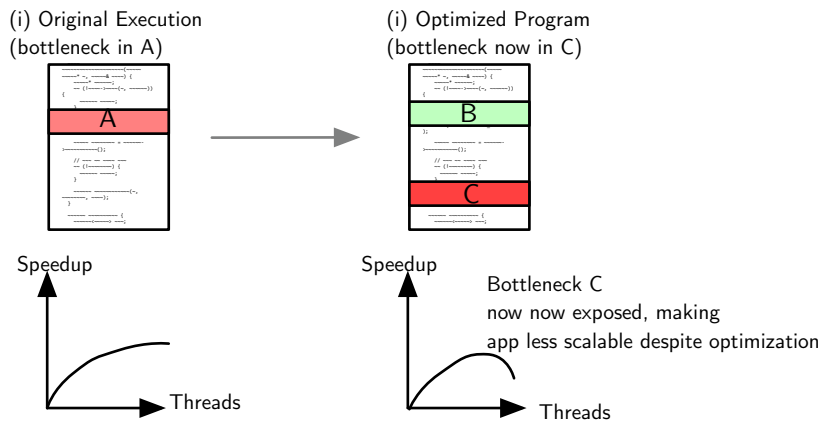 (i) Original Execution
(bottleneck in A)
(i) Optimized Program
(bottleneck now in C)
A
B
C
Speedup
Threads
Speedup
Bottleneck C
now now exposed, making
app less scalable despite optimization
Threads